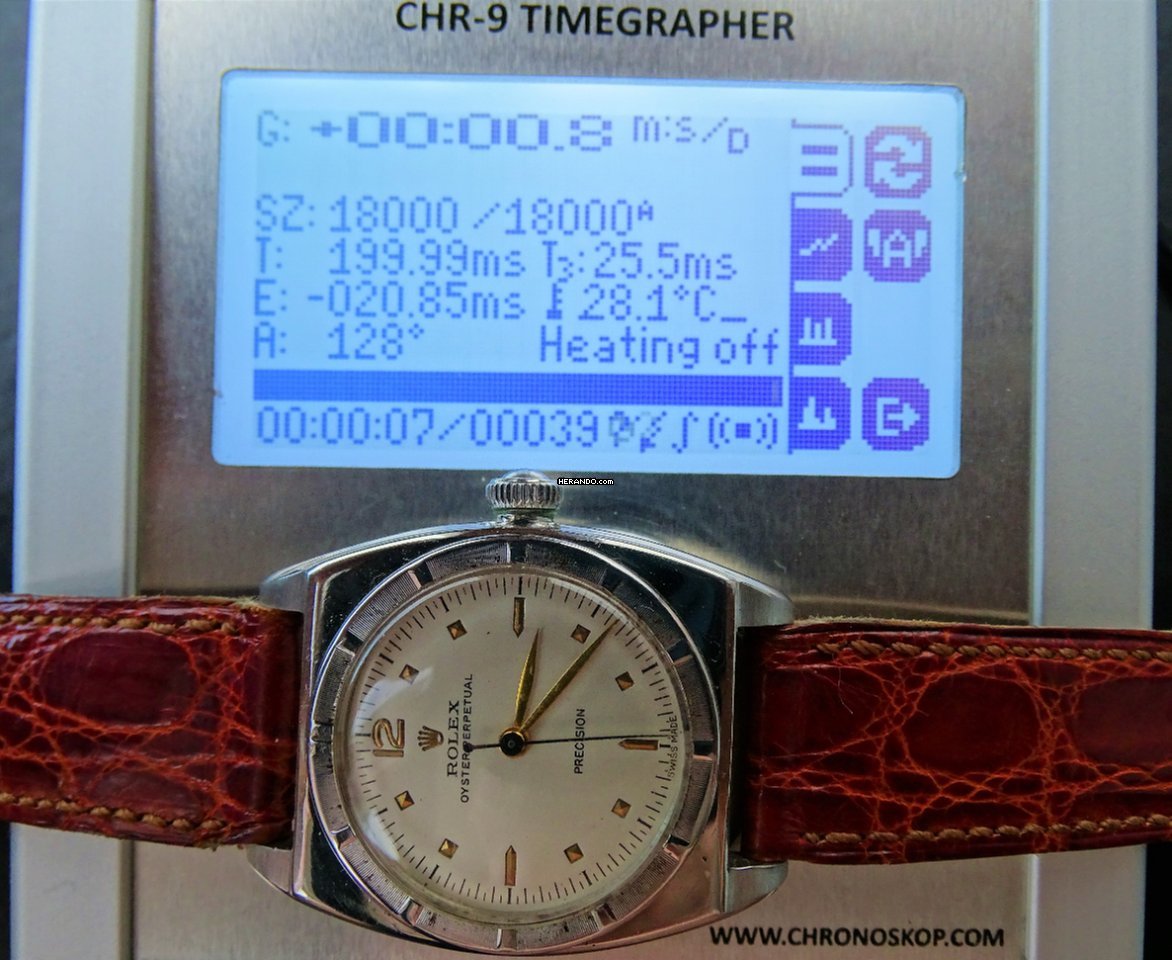 CHR-9 TIMEGRAPHER
G: +00:00.8 m:s/D
SZ: 18000 /18000A
T: 199.99ms T3:25.5ms
E: -020.85ms 28.1°C_
A: 128° Heating off
00:00:07/00039
HERANDO.com
12
ROLEX
OYSTER PERPETUAL
PRECISION
SWISS MADE
WWW.CHRONOSKOP.COM